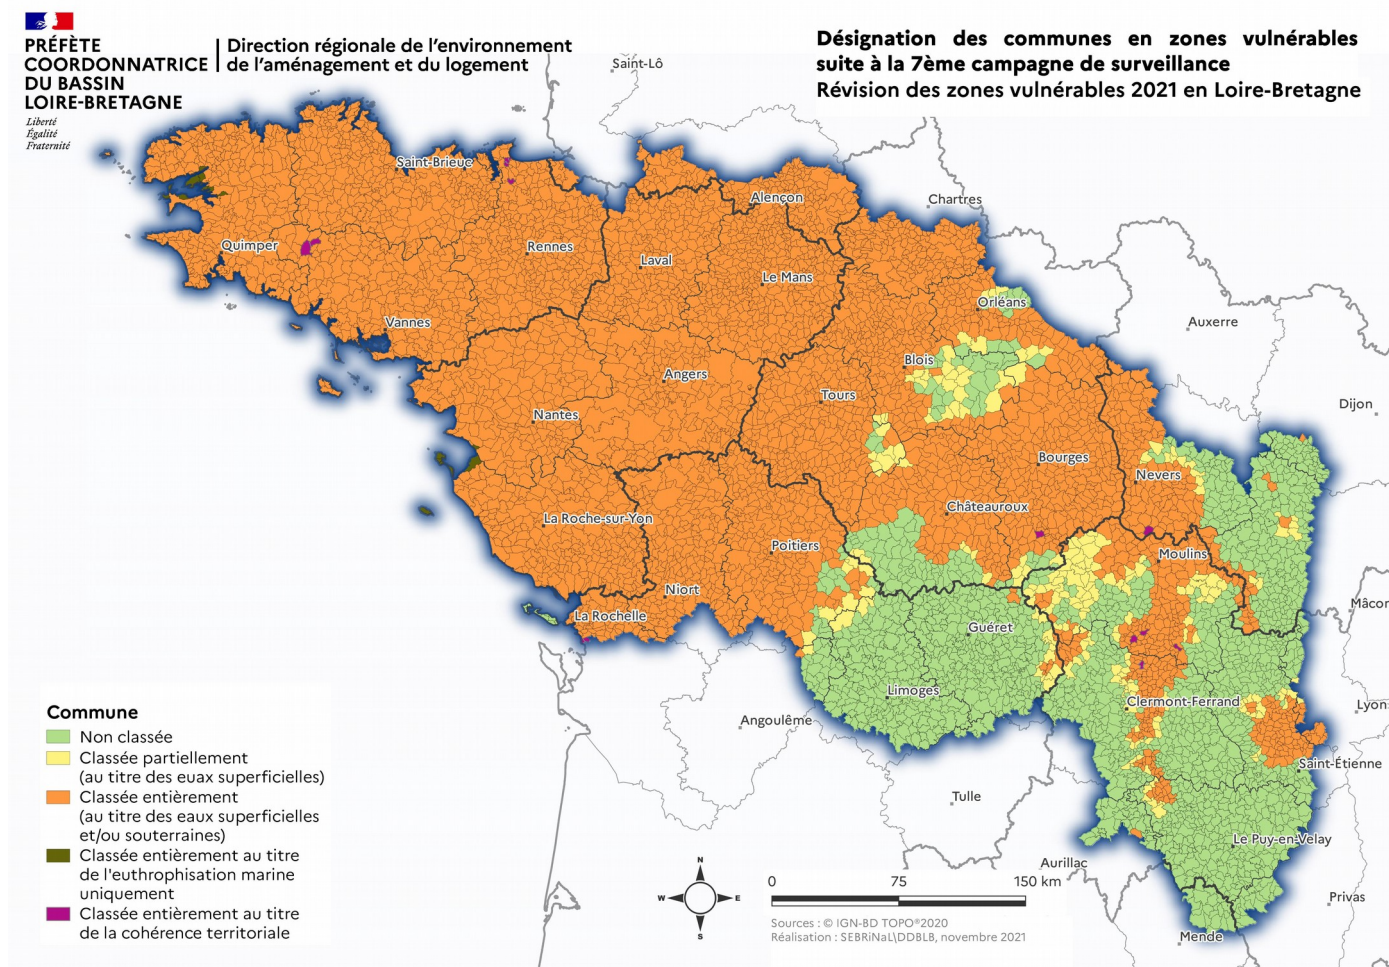 PRÉFÈTE
COORDONNATRICE
DU BASSIN
LOIRE-BRETAGNE
Liberté
Égalité
Fraternité
Direction régionale de l'environnement
de l'aménagement et du logement
Désignation des communes en zones vulnérables
suite à la 7ème campagne de surveillance
Révision des zones vulnérables 2021 en Loire-Bretagne
Saint-Lô
Saint-Brieuc
Alençon
Chartres
Quimper
Rennes
Laval
Le Mans
Orléans
Vannes
Auxerre
Blois
Angers
Tours
Dijon
Nantes
Bourges
Nevers
Châteauroux
La Roche-sur-Yon
Poitiers
Moulins
Niort
La Rochelle
Mâcon
Guéret
Limoges
Clermont-Ferrand
Lyon
Angoulême
Saint-Étienne
Tulle
Le Puy-en-Velay
Aurillac
Privas
Mende
Commune
Non classée
Classée partiellement
(au titre des euax superficielles)
Classée entièrement
(au titre des eaux superficielles
et/ou souterraines)
Classée entièrement au titre
de l'euthrophisation marine
uniquement
Classée entièrement au titre
de la cohérence territoriale
N
W
E
S
0 75 150 km
Sources : © IGN-BD TOPO®2020
Réalisation : SEBRiNaL\DDBLB, novembre 2021